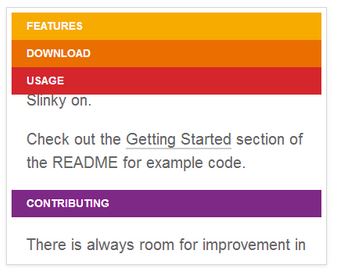 FEATURES
DOWNLOAD
USAGE
Slinky on.
Check out the Getting Started section of
the README for example code.
CONTRIBUTING
There is always room for improvement in